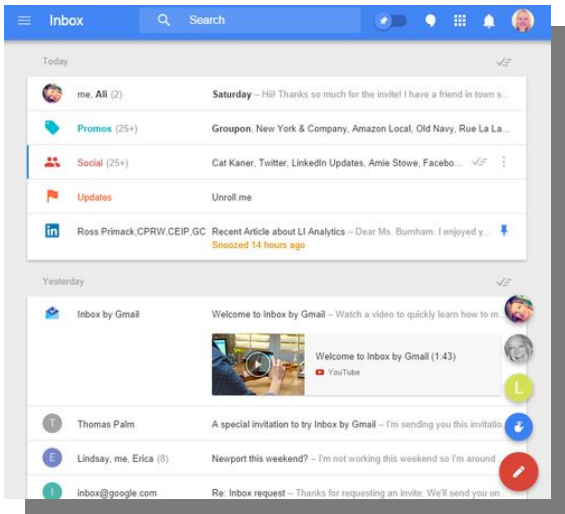 Inbox
Search
Today
me, Ali (2)
Saturday – Hi! Thanks so much for the invite! I have a friend in town s...
Promos (25+)
Groupon, New York & Company, Amazon Local, Old Navy, Rue La La...
Social (25+)
Cat Kaner, Twitter, LinkedIn Updates, Amie Stowe, Facebo...
Updates
Unroll.me
in
Ross Primack,CPRW,CEIP,GC
Recent Article about LI Analytics – Dear Ms. Burnham: I enjoyed y...
Snoozed 14 hours ago
Yesterday
Inbox by Gmail
Welcome to Inbox by Gmail – Watch a video to quickly learn how to m...
Welcome to Inbox by Gmail (1:43)
YouTube
L
T
Thomas Palm
A special invitation to try Inbox by Gmail – I'm sending you this invitatio
E
Lindsay, me, Erica (8)
Newport this weekend? – I'm not working this weekend so I'm around
I
inbox@google.com
Re: Inbox request – Thanks for requesting an invite. We'll send you on...